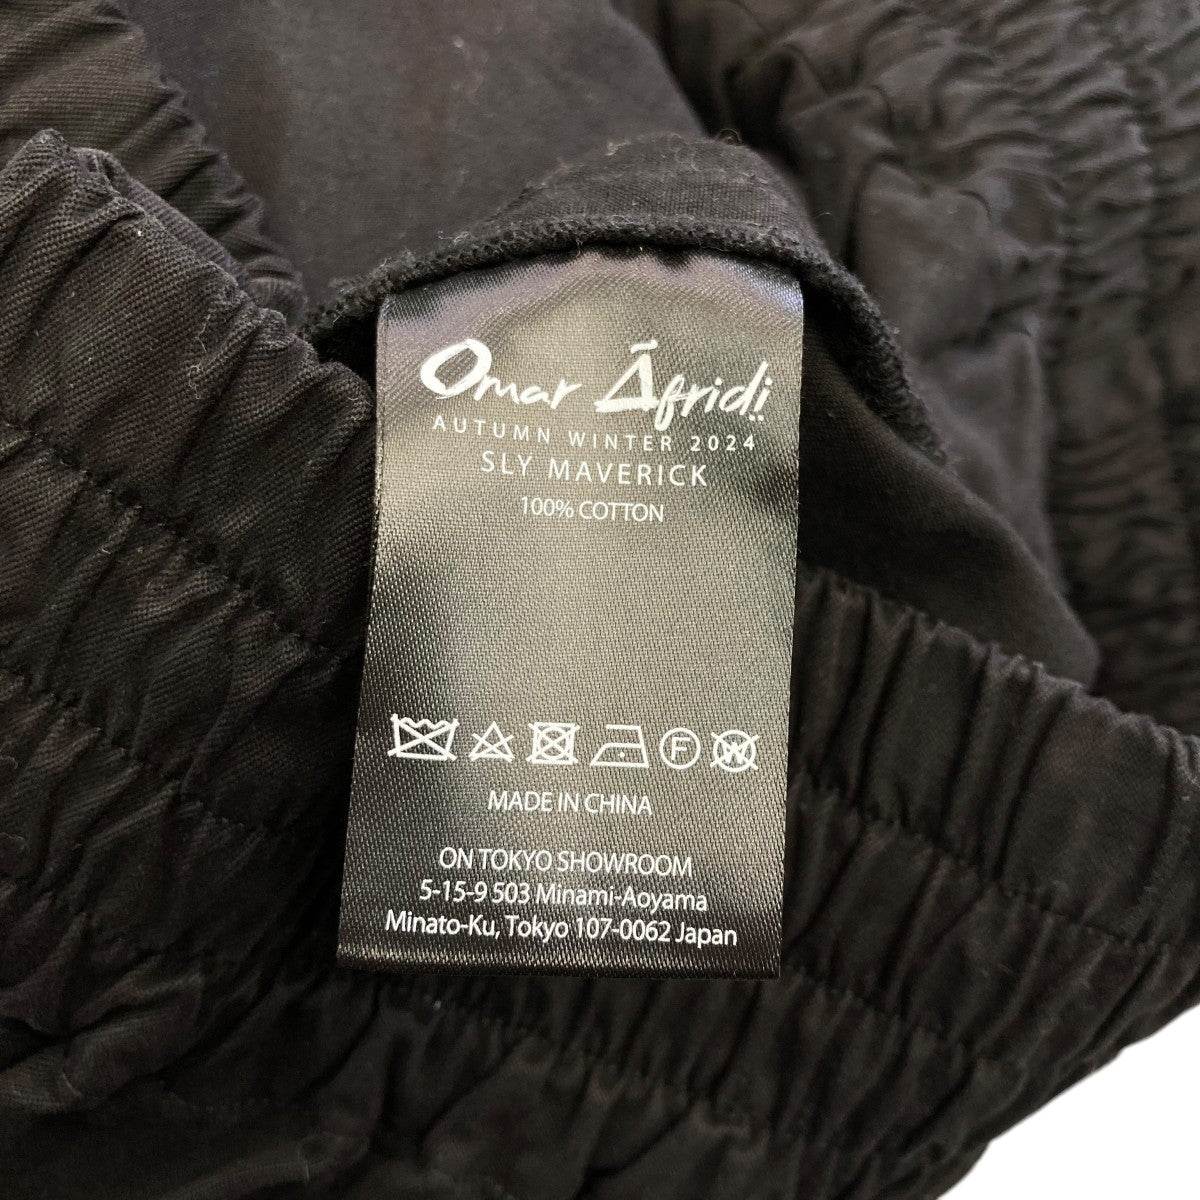 Omar Āfridi
AUTUMN WINTER 2024
SLY MAVERICK
100% COTTON
F W
MADE IN CHINA
ON TOKYO SHOWROOM
5-15-9 503 Minami-Aoyama
Minato-Ku, Tokyo 107-0062 Japan